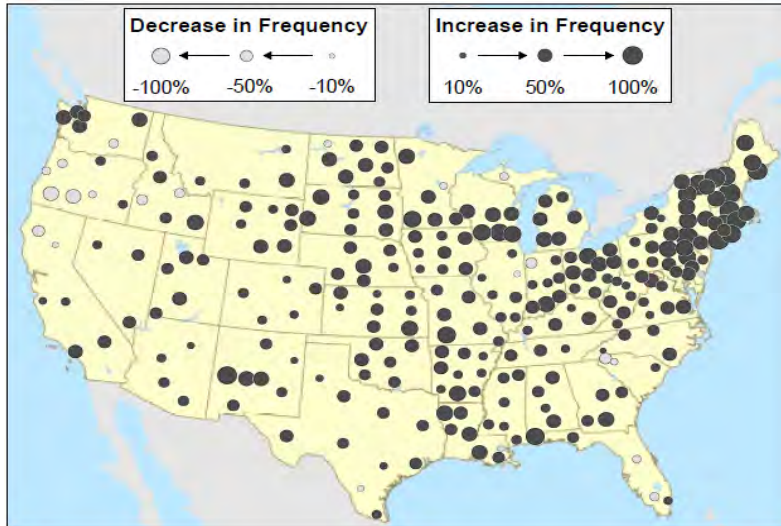 Decrease in Frequency
-100% -50% -10%
Increase in Frequency
10% 50% 100%